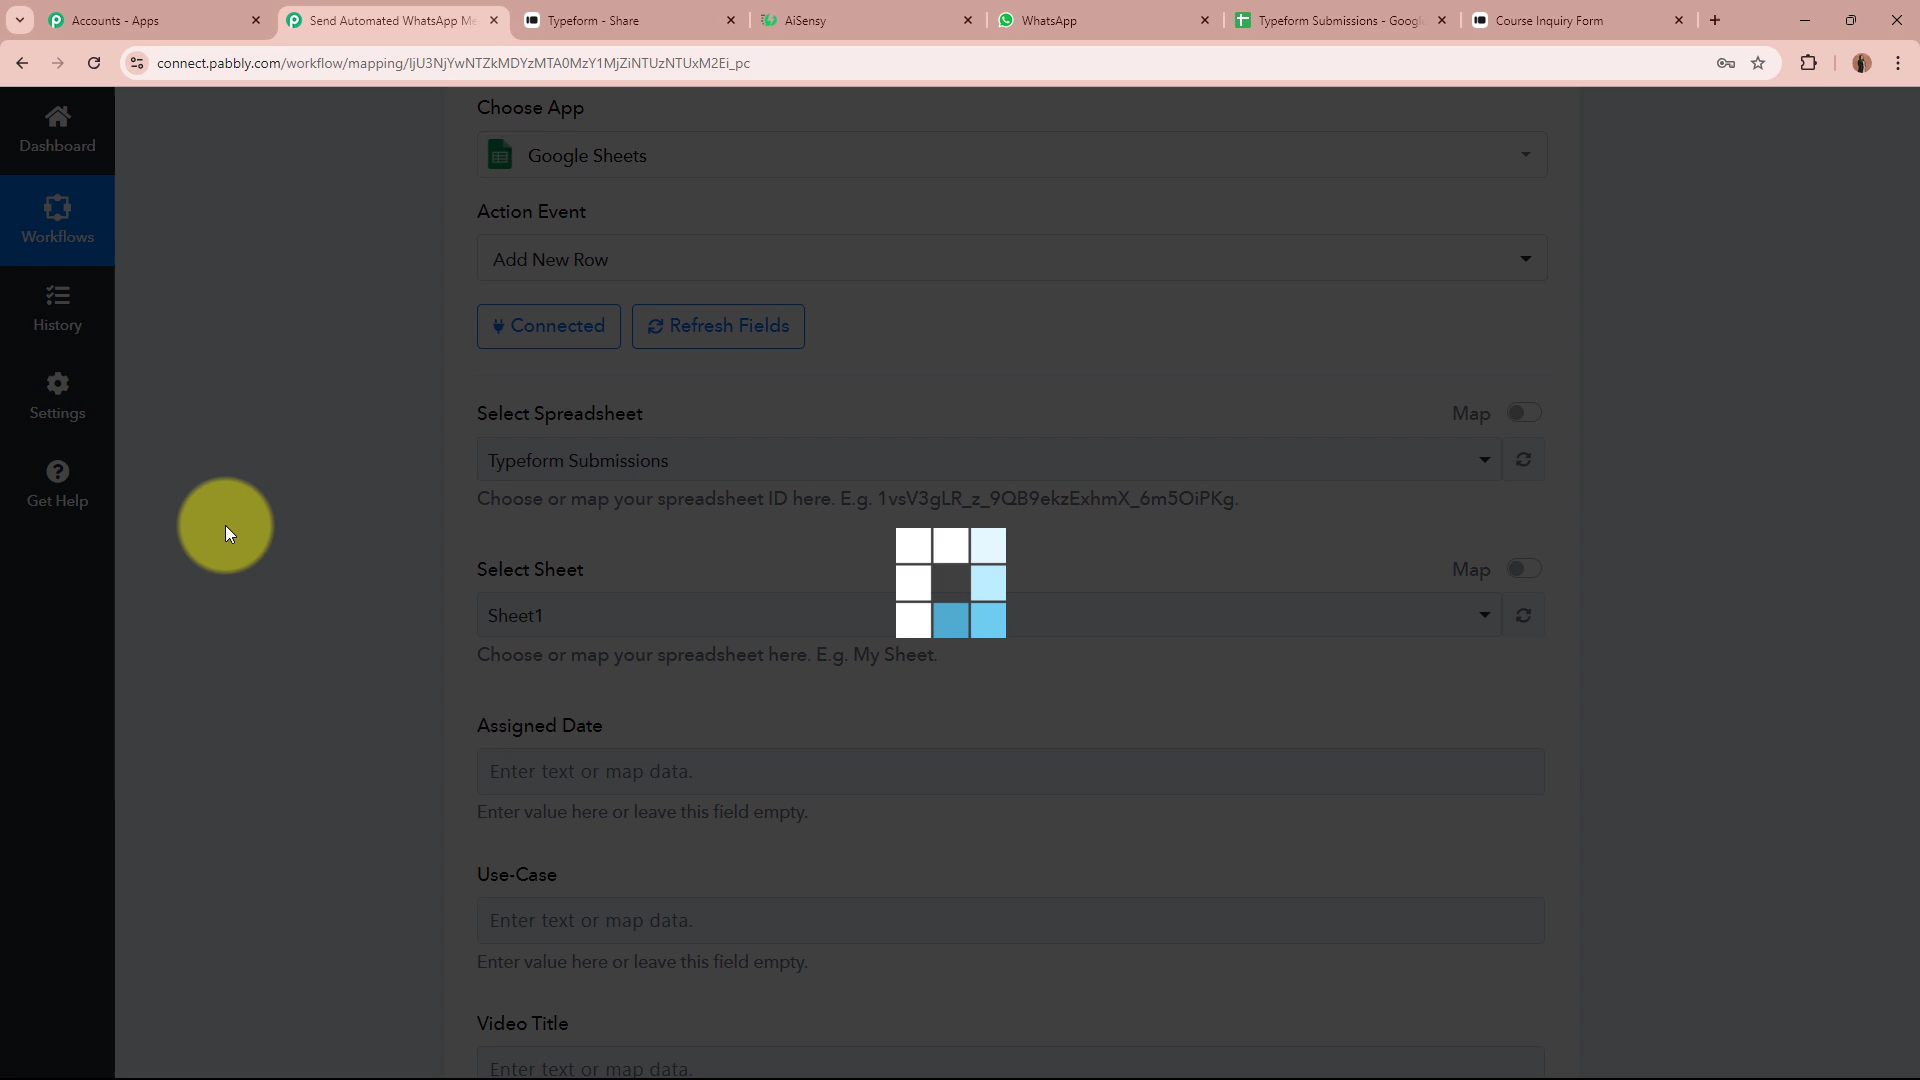 Accounts - Apps
Send Automated WhatsApp Me
Typeform - Share
AiSensy
WhatsApp
Typeform Submissions - Googl
Course Inquiry Form
connect.pabbly.com/workflow/mapping/IjU3NjYwNTZkMDYzMTA0MzY1MjZiNTUzNTUxM2Ei_pc
Dashboard
Workflows
History
Settings
Get Help
Choose App
Google Sheets
Action Event
Add New Row
Connected
Refresh Fields
Select Spreadsheet
Map
Typeform Submissions
Choose or map your spreadsheet ID here. E.g. 1vsV3gLR_z_9QB9ekzExhmX_6m5OiPKg.
Select Sheet
Map
Sheet1
Choose or map your spreadsheet here. E.g. My Sheet.
Assigned Date
Enter text or map data.
Enter value here or leave this field empty.
Use-Case
Enter text or map data.
Enter value here or leave this field empty.
Video Title
Enter text or map data.